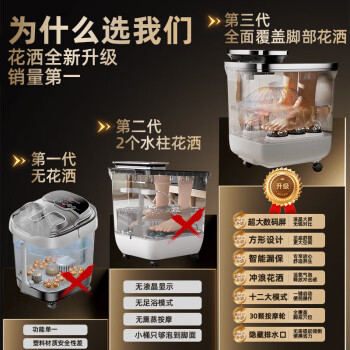 为什么选我们
花洒全新升级
销量第一
第三代
全面覆盖脚部花洒
第二代
2个水柱花洒
第一代
无花洒
升级
无液晶显示
无足浴模式
无熏蒸按摩
小桶只够泡到脚面
功能单一
塑料材质安全性差
超大数码屏
方形设计
智能漏保
冲浪花洒
十二大模式
30颗按摩轮
隐藏排水口